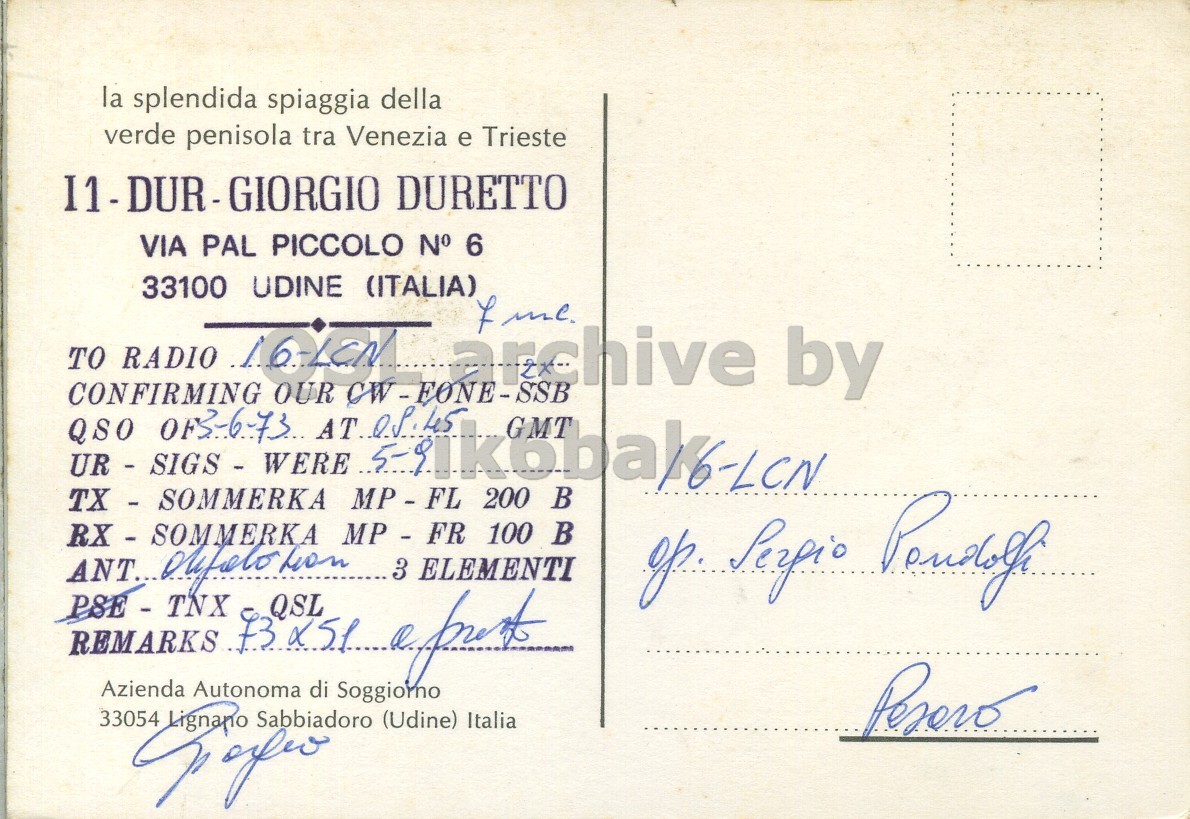 la splendida spiaggia della
verde penisola tra Venezia e Trieste
I1 - DUR - GIORGIO DURETTO
VIA PAL PICCOLO Nº 6
33100 UDINE (ITALIA)
7 mc.
TO RADIO I6-LCN
2x
CONFIRMING OUR CW - FONE - SSB
QSO OF 3-6-73 AT 08.45 GMT
UR - SIGS - WERE 5-9
TX - SOMMERKA MP - FL 200 B
RX - SOMMERKA MP - FR 100 B
ANT. 3 ELEMENTI
PSE - TNX - QSL
REMARKS 73 x 51 a presto
Azienda Autonoma di Soggiorno
33054 Lignano Sabbiadoro (Udine) Italia
Giorgio
QSL archive by
ik6bak
I6-LCN
op. Sergio Pandolfi
Pesaro